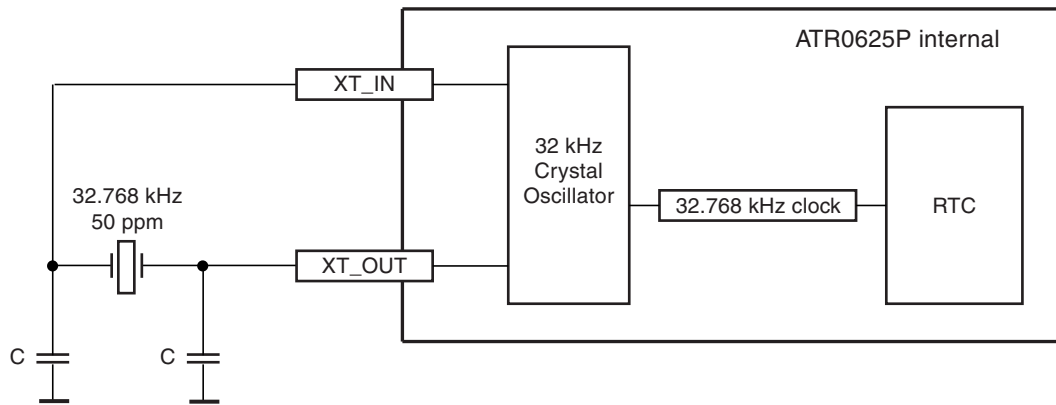 ATR0625P internal
XT_IN
32 kHz
Crystal
Oscillator
32.768 kHz
50 ppm
32.768 kHz clock
RTC
XT_OUT
C
C